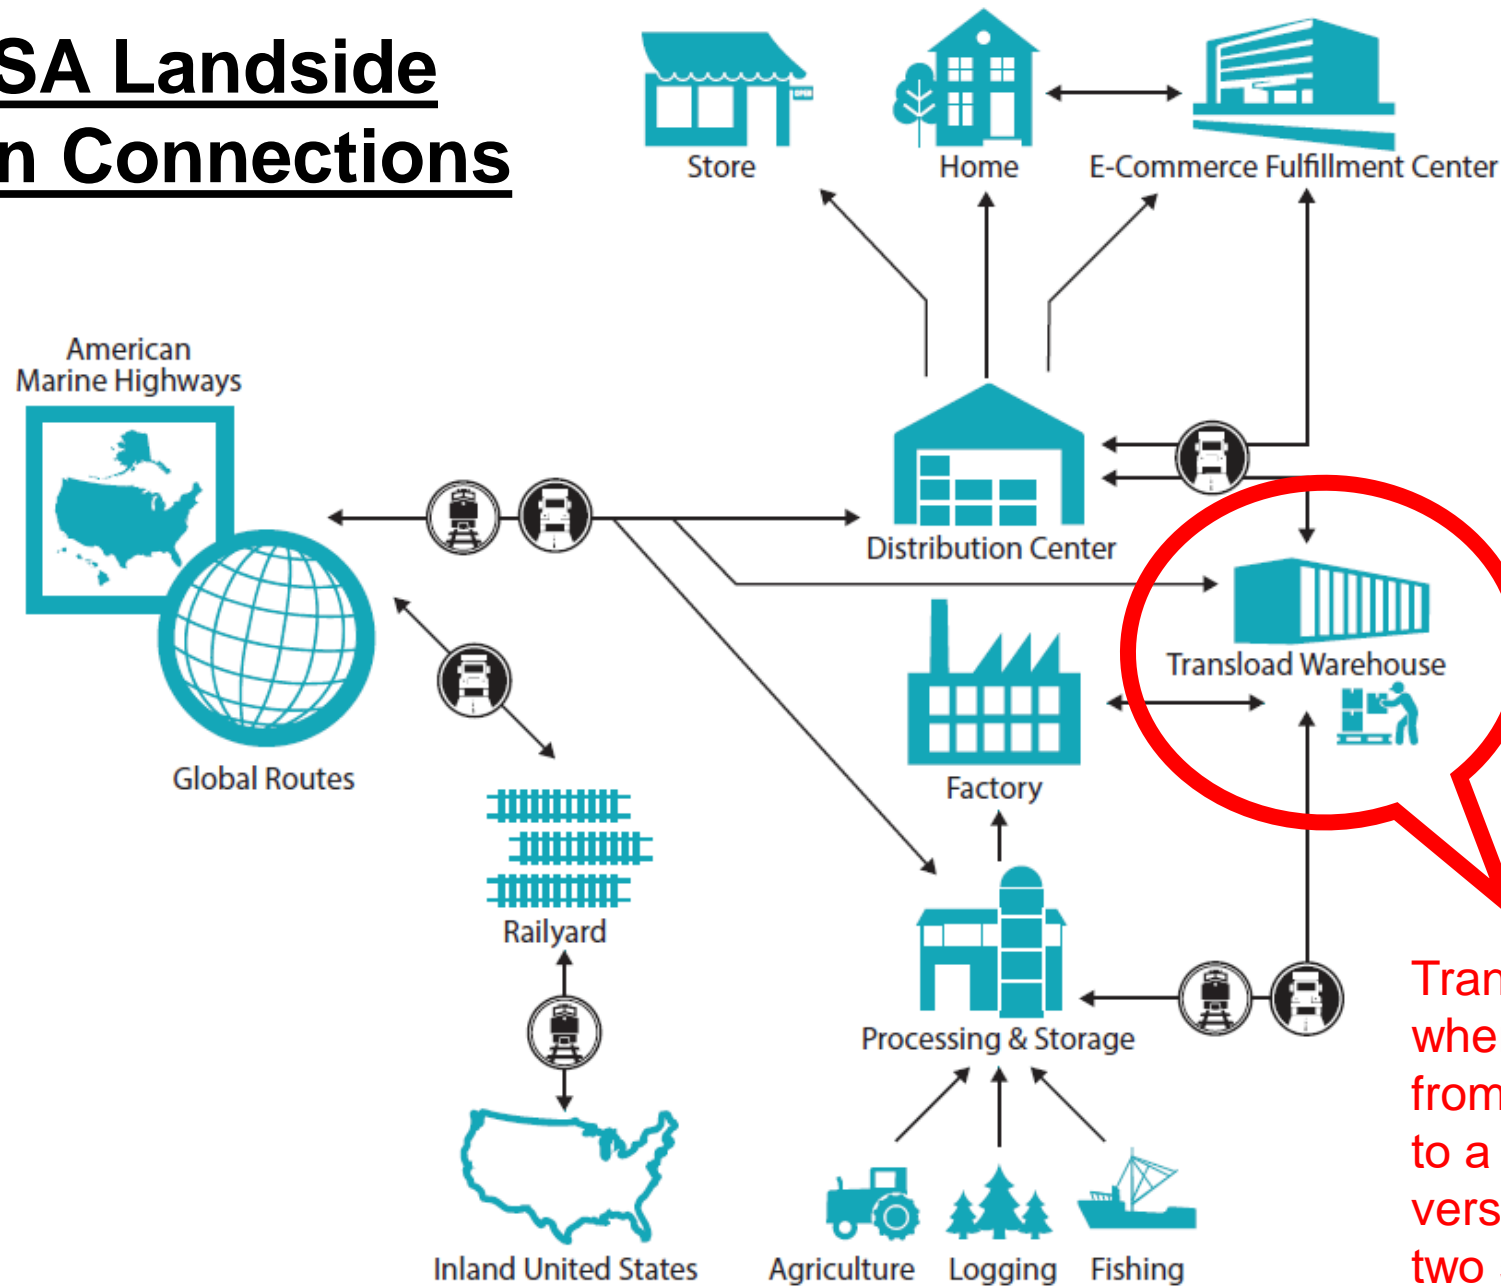 SA Landside
n Connections
Store
Home
E-Commerce Fulfillment Center
OPEN
American
Marine Highways
Distribution Center
Transload Warehouse
Global Routes
Factory
Railyard
Processing & Storage
Tran
whe
from
to a
vers
two
Inland United States
Agriculture
Logging
Fishing